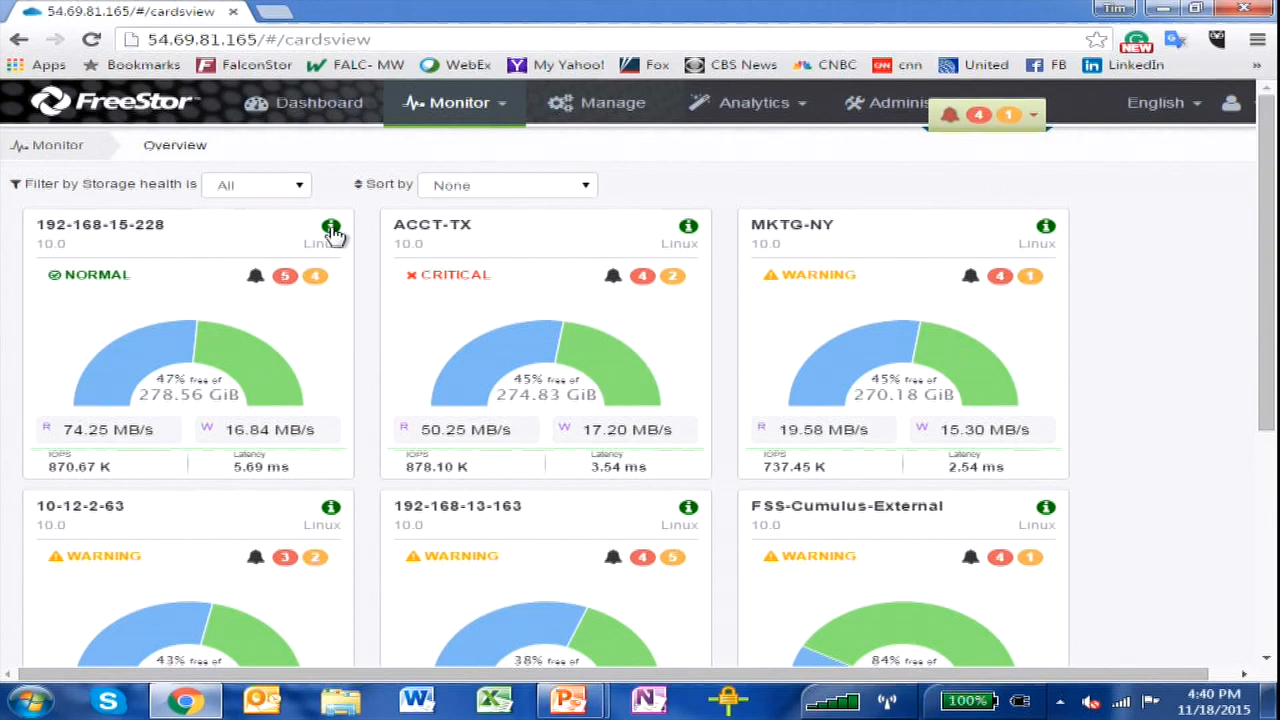 54.69.81.165/#/cardsview
Tim
54.69.81.165/#/cardsview
NEW
Apps Bookmarks FalconStor FALC- MW WebEx My Yahoo! Fox CBS News CNBC cnn United FB LinkedIn »
FreeStor Dashboard Monitor Manage Analytics Adminis 4 1 English
Monitor Overview
Filter by Storage health is All Sort by None
192-168-15-228
10.0 Linux
NORMAL 5 4
47% free of
278.56 GiB
R 74.25 MB/s W 16.84 MB/s
IOPS Latency
870.67 K 5.69 ms
ACCT-TX
10.0 Linux
CRITICAL 4 2
45% free of
274.83 GiB
R 50.25 MB/s W 17.20 MB/s
IOPS Latency
878.10 K 3.54 ms
MKTG-NY
10.0 Linux
WARNING 4 1
45% free of
270.18 GiB
R 19.58 MB/s W 15.30 MB/s
IOPS Latency
737.45 K 2.54 ms
10-12-2-63
10.0 Linux
WARNING 3 2
43% free of
192-168-13-163
10.0 Linux
WARNING 4 5
38% free of
FSS-Cumulus-External
10.0 Linux
WARNING 4 1
84% free of
100%
4:40 PM
11/18/2015